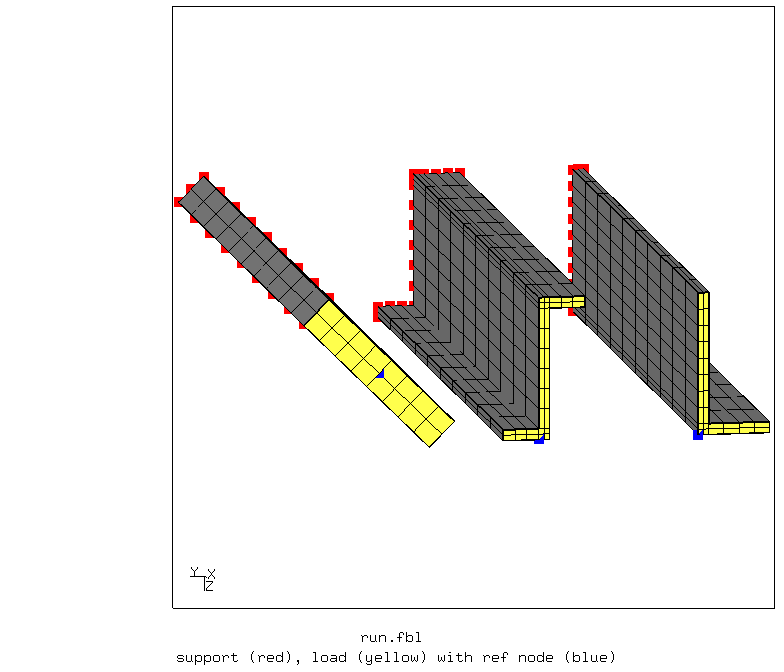 Y X
Z
run.fbl
support (red), load (yellow) with ref node (blue)